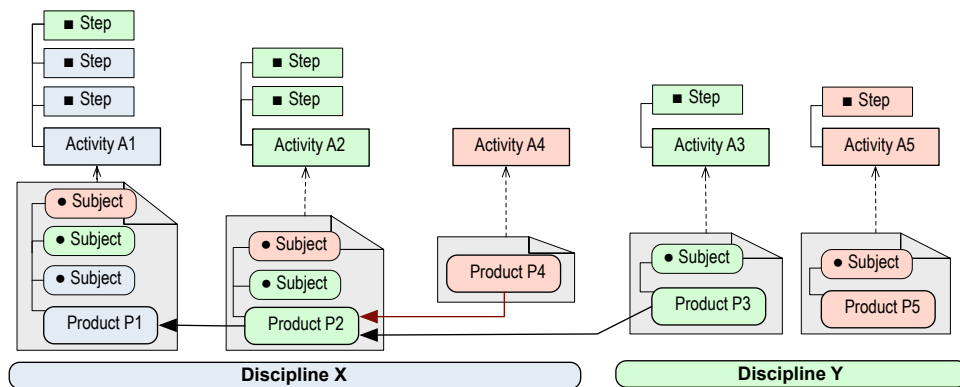 ■ Step
■ Step
■ Step
Activity A1
● Subject
● Subject
● Subject
Product P1
■ Step
■ Step
Activity A2
● Subject
● Subject
Product P2
Activity A4
Product P4
■ Step
Activity A3
● Subject
Product P3
■ Step
Activity A5
● Subject
Product P5
Discipline X
Discipline Y